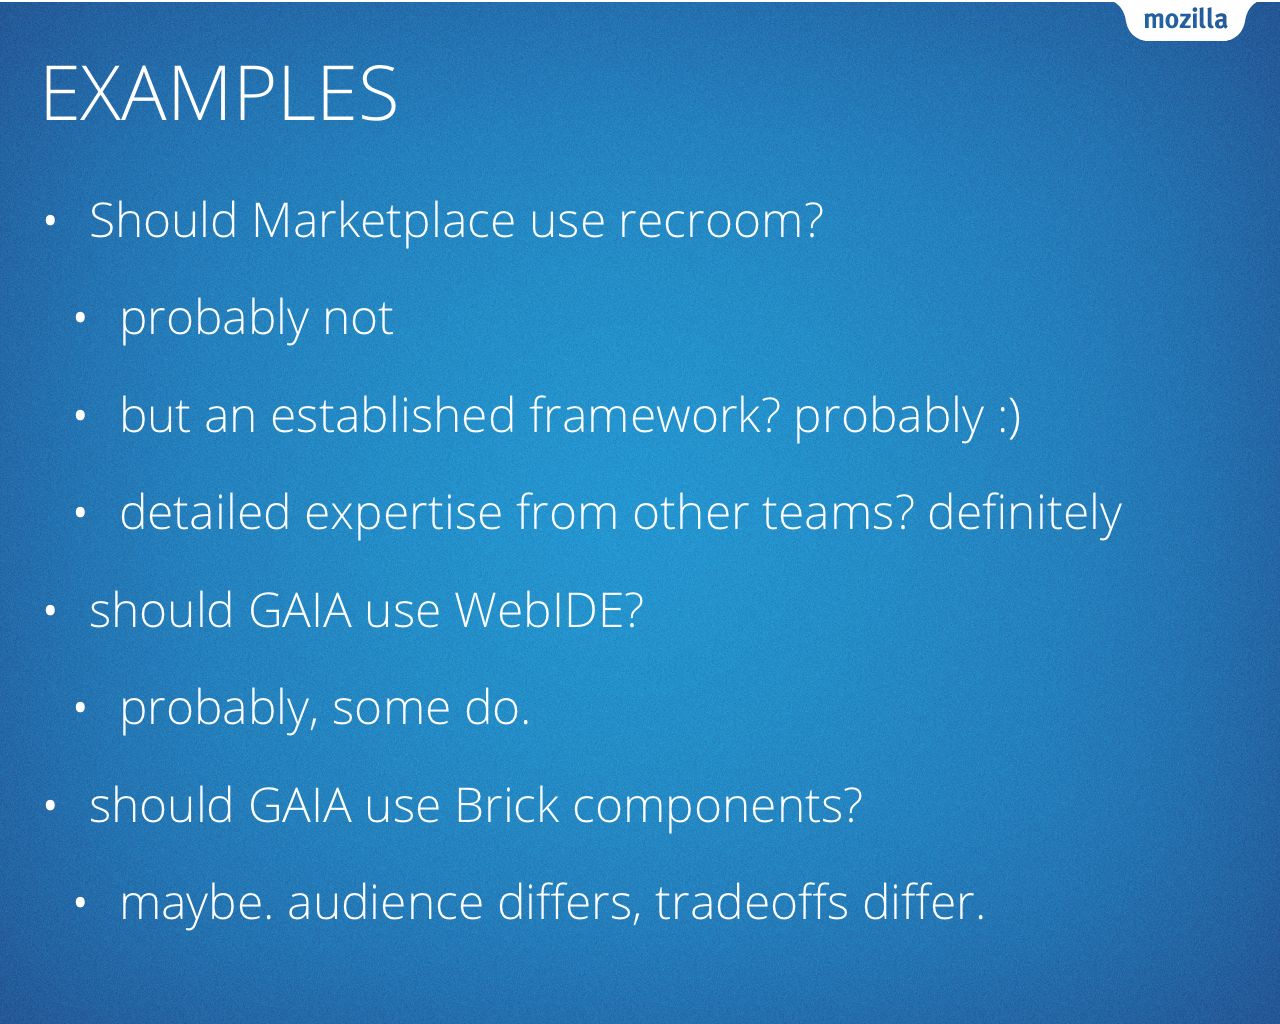 mozilla
EXAMPLES
• Should Marketplace use recroom?
• probably not
• but an established framework? probably :)
• detailed expertise from other teams? definitely
• should GAIA use WebIDE?
• probably, some do.
• should GAIA use Brick components?
• maybe. audience differs, tradeoffs differ.